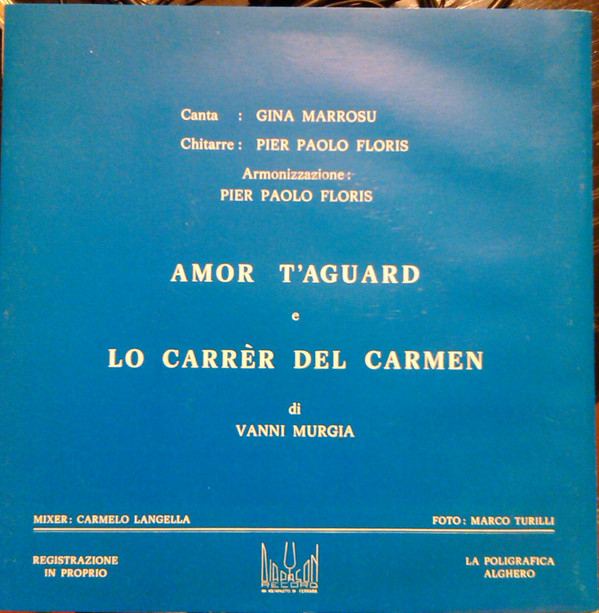 Canta : GINA MARROSU
Chitarre : PIER PAOLO FLORIS
Armonizzazione :
PIER PAOLO FLORIS
AMOR T'AGUARD
e
LO CARRÈR DEL CARMEN
di
VANNI MURGIA
MIXER : CARMELO LANGELLA
FOTO : MARCO TURILLI
REGISTRAZIONE
IN PROPRIO
RECORD
LA POLIGRAFICA
ALGHERO